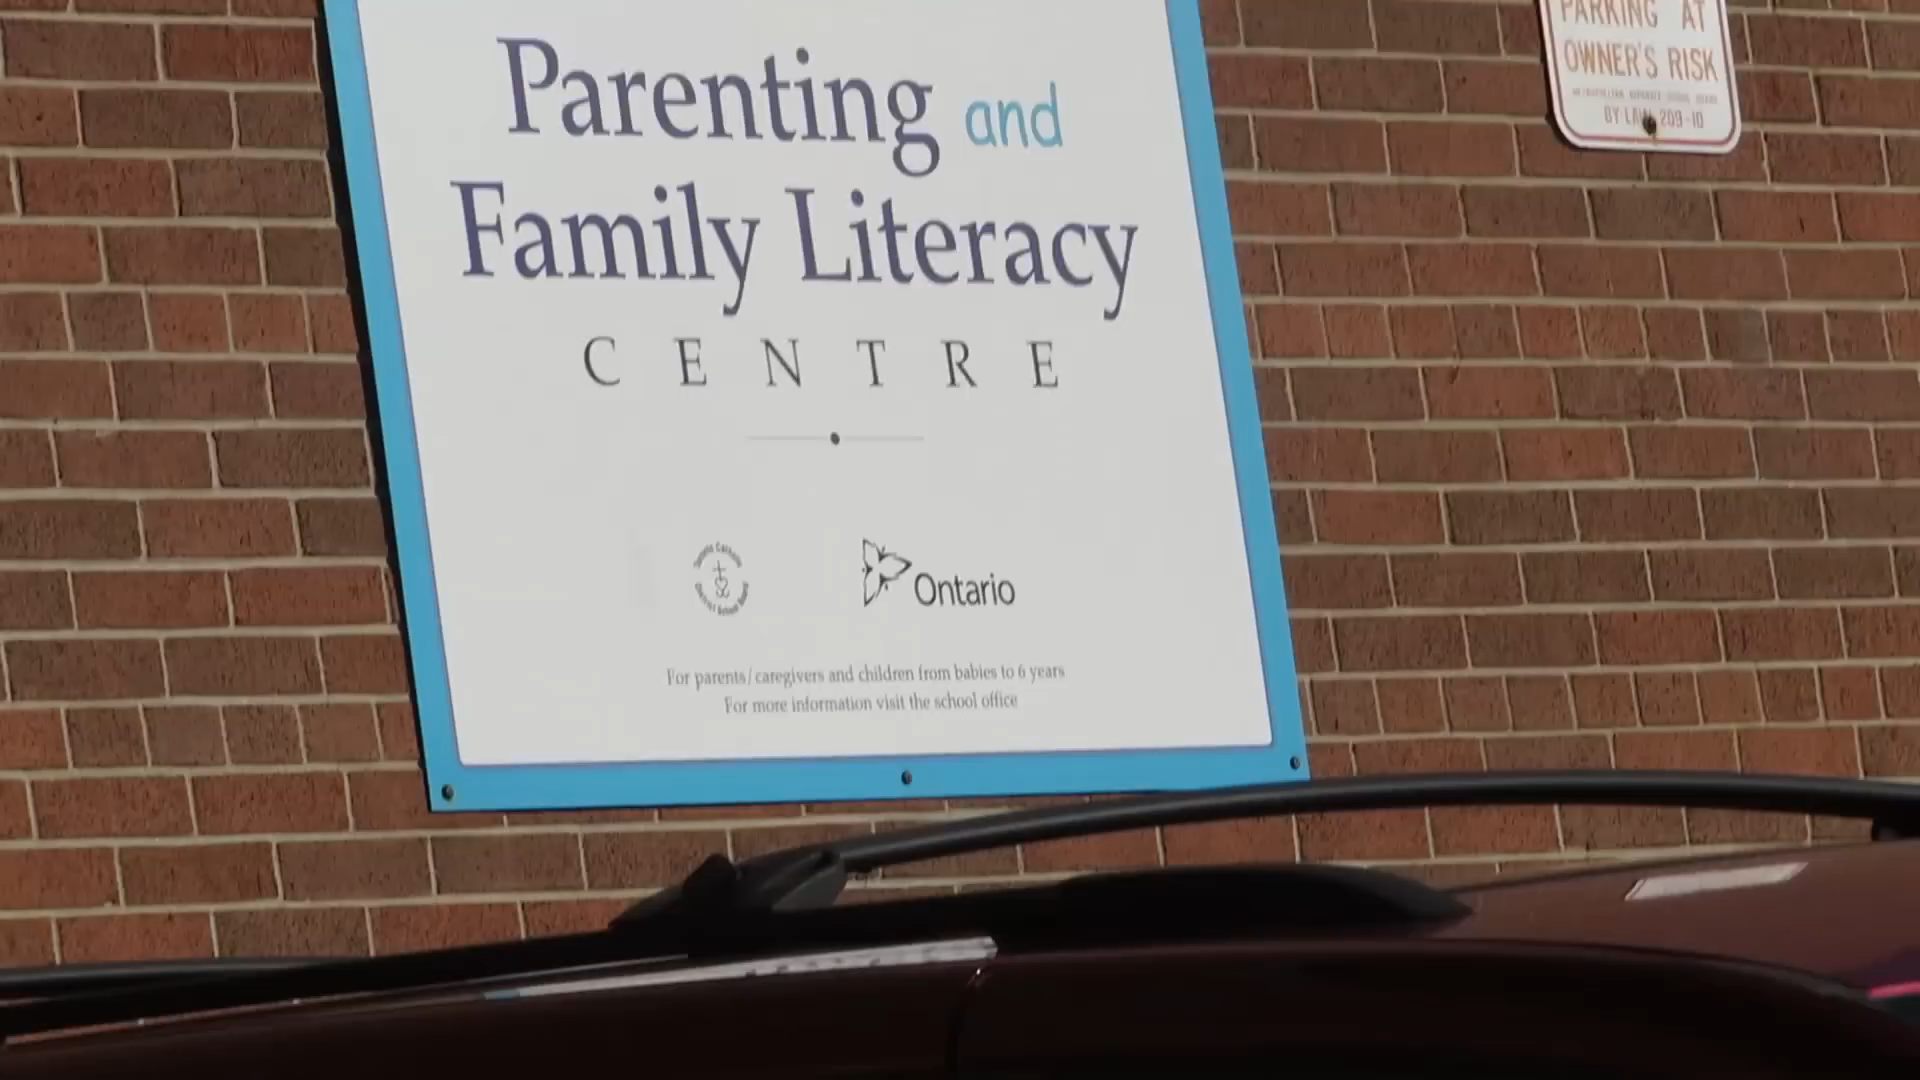 Parenting and
Family Literacy
CENTRE
Ontario
For parents/caregivers and children from babies to 6 years
For more information visit the school office
PARKING AT
OWNER'S RISK
BY LAW 209-10